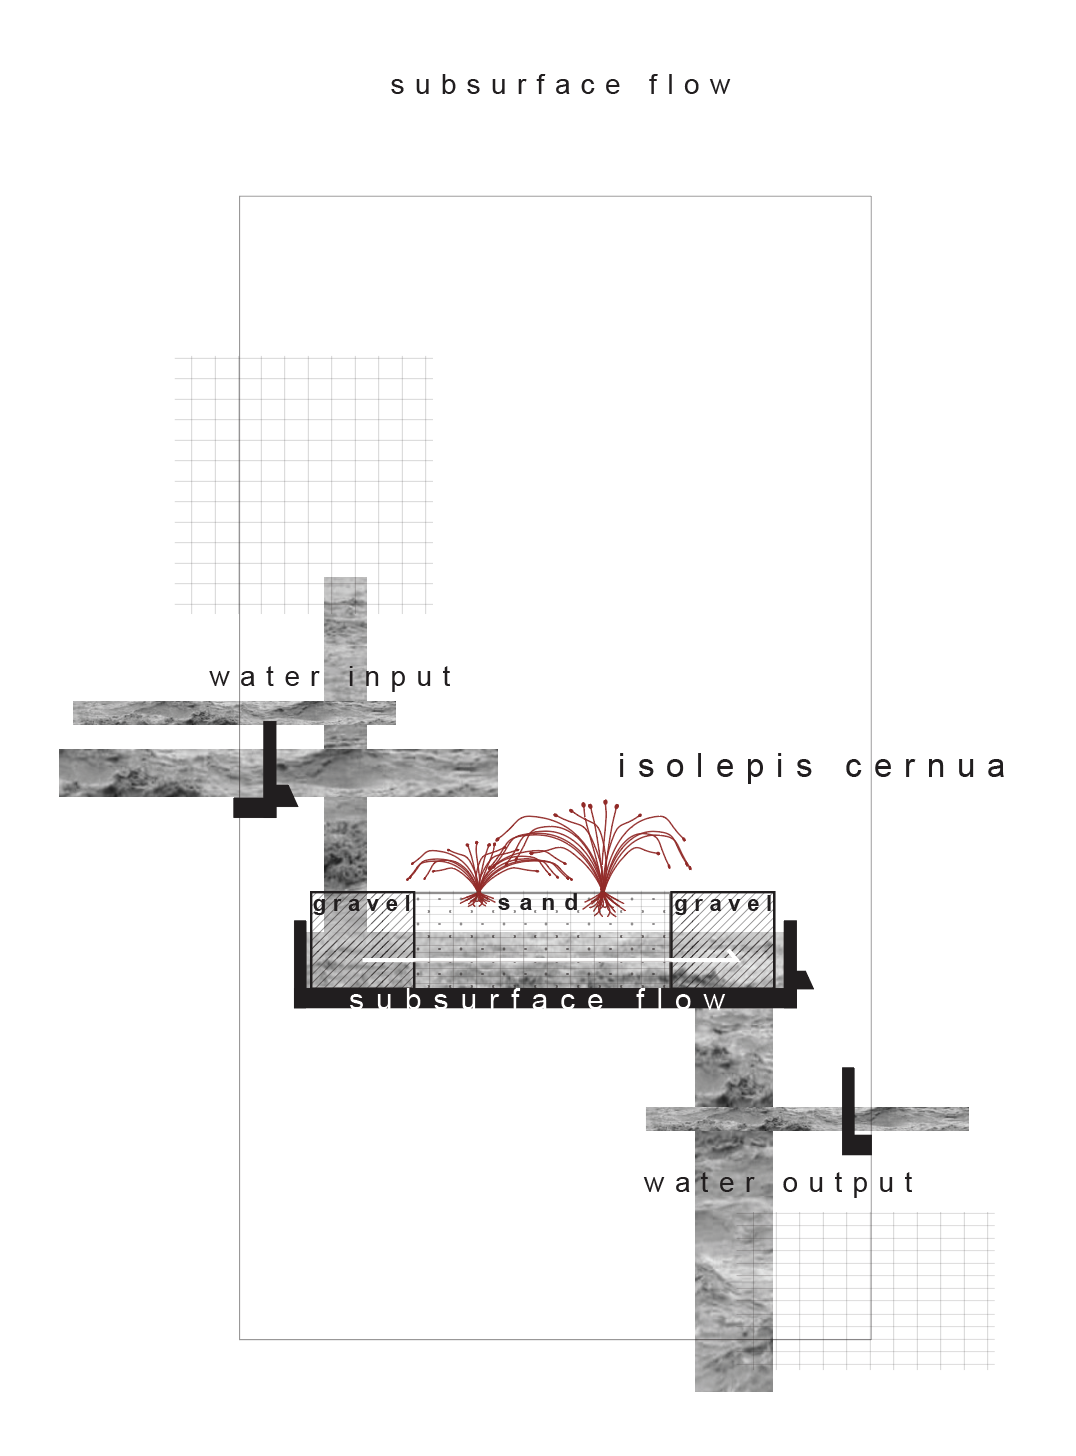 subsurface flow
water input
isolepis cernua
gravel
sand
gravel
subsurface flow
water output